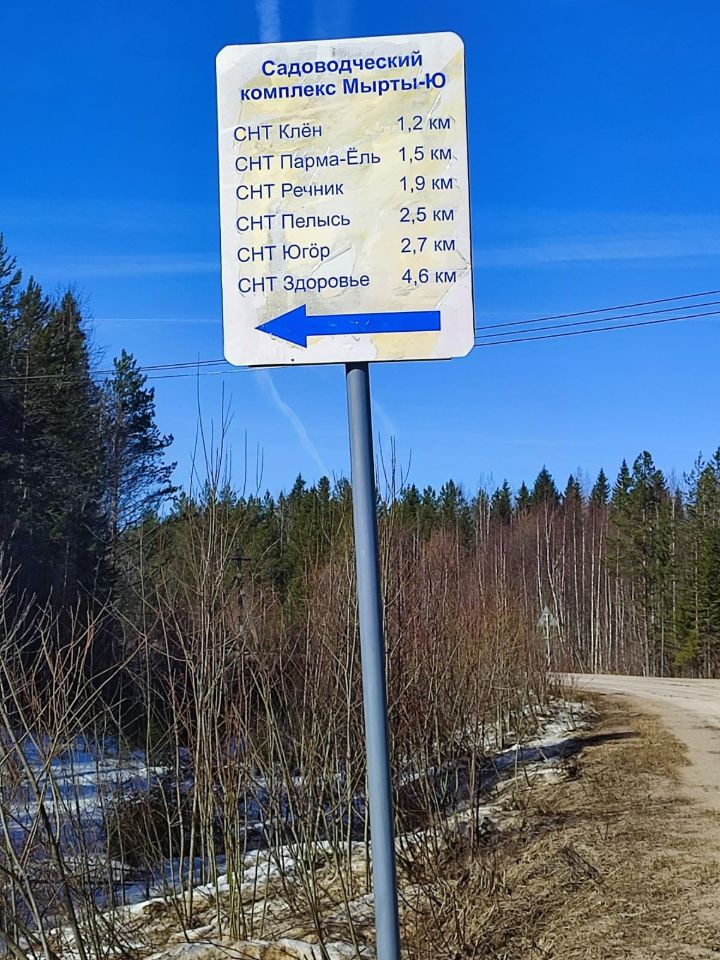 Садоводческий
комплекс Мырты-Ю
СНТ Клён 1,2 км
СНТ Парма-Ёль 1,5 км
СНТ Речник 1,9 км
СНТ Пелысь 2,5 км
СНТ Югöр 2,7 км
СНТ Здоровье 4,6 км